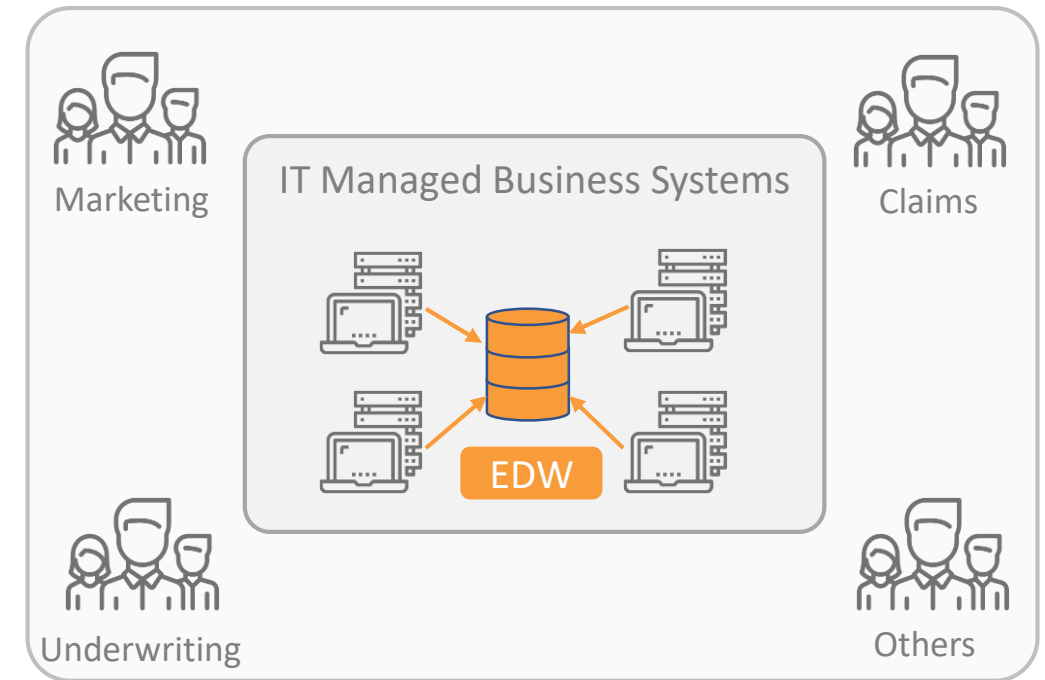 Marketing
Claims
IT Managed Business Systems
EDW
Underwriting
Others